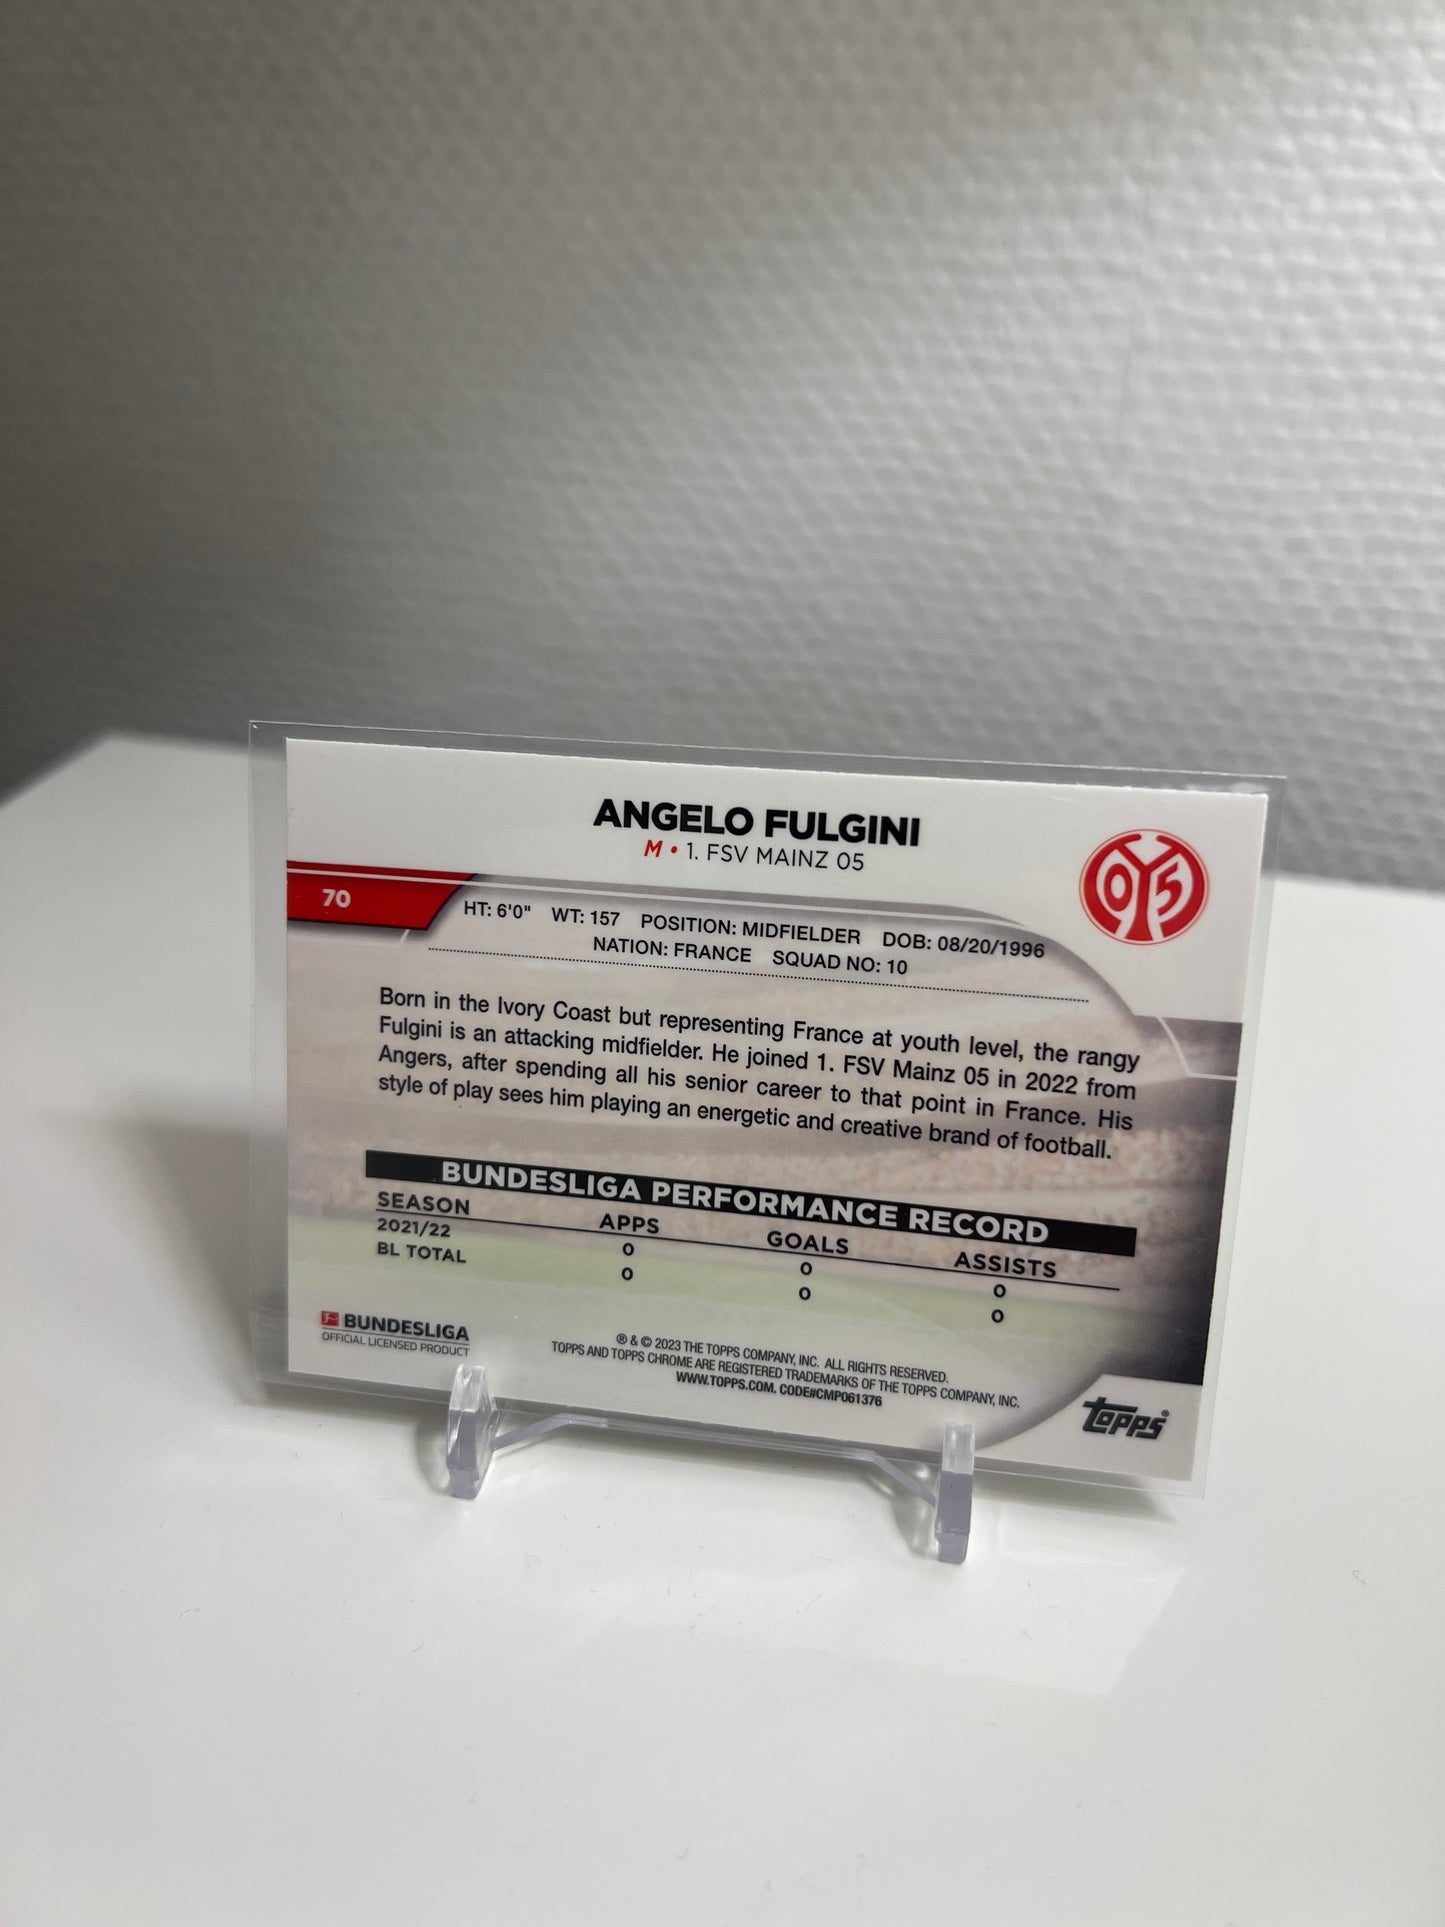 ANGELO FULGINI
M • 1. FSV MAINZ 05
05
70
HT: 6'0" WT: 157 POSITION: MIDFIELDER DOB: 08/20/1996
NATION: FRANCE SQUAD NO: 10
Born in the Ivory Coast but representing France at youth level, the rangy
Fulgini is an attacking midfielder. He joined 1. FSV Mainz 05 in 2022 from
Angers, after spending all his senior career to that point in France. His
style of play sees him playing an energetic and creative brand of football.
BUNDESLIGA PERFORMANCE RECORD
SEASON APPS GOALS ASSISTS
2021/22 0 0 0
BL TOTAL 0 0 0
BUNDESLIGA
OFFICIAL LICENSED PRODUCT
® & © 2023 THE TOPPS COMPANY, INC. ALL RIGHTS RESERVED.
TOPPS AND TOPPS CHROME ARE REGISTERED TRADEMARKS OF THE TOPPS COMPANY, INC.
WWW.TOPPS.COM. CODE#CMP061376
topps®